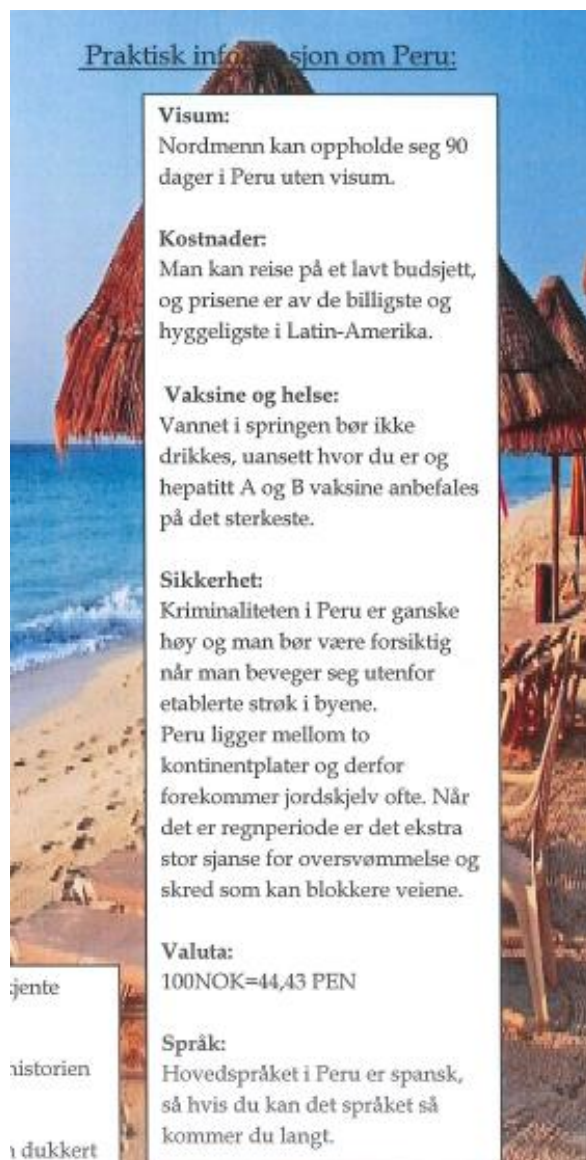 Praktisk informasjon om Peru:
Visum:
Nordmenn kan oppholde seg 90
dager i Peru uten visum.
Kostnader:
Man kan reise på et lavt budsjett,
og prisene er av de billigste og
hyggeligste i Latin-Amerika.
Vaksine og helse:
Vannet i springen bør ikke
drikkes, uansett hvor du er og
hepatitt A og B vaksine anbefales
på det sterkeste.
Sikkerhet:
Kriminaliteten i Peru er ganske
høy og man bør være forsiktig
når man beveger seg utenfor
etablerte strøk i byene.
Peru ligger mellom to
kontinentplater og derfor
forekommer jordskjelv ofte. Når
det er regnperiode er det ekstra
stor sjanse for oversvømmelse og
skred som kan blokkere veiene.
Valuta:
100NOK=44,43 PEN
Språk:
Hovedspråket i Peru er spansk,
så hvis du kan det språket så
kommer du langt.
kjente
historien
dukkert